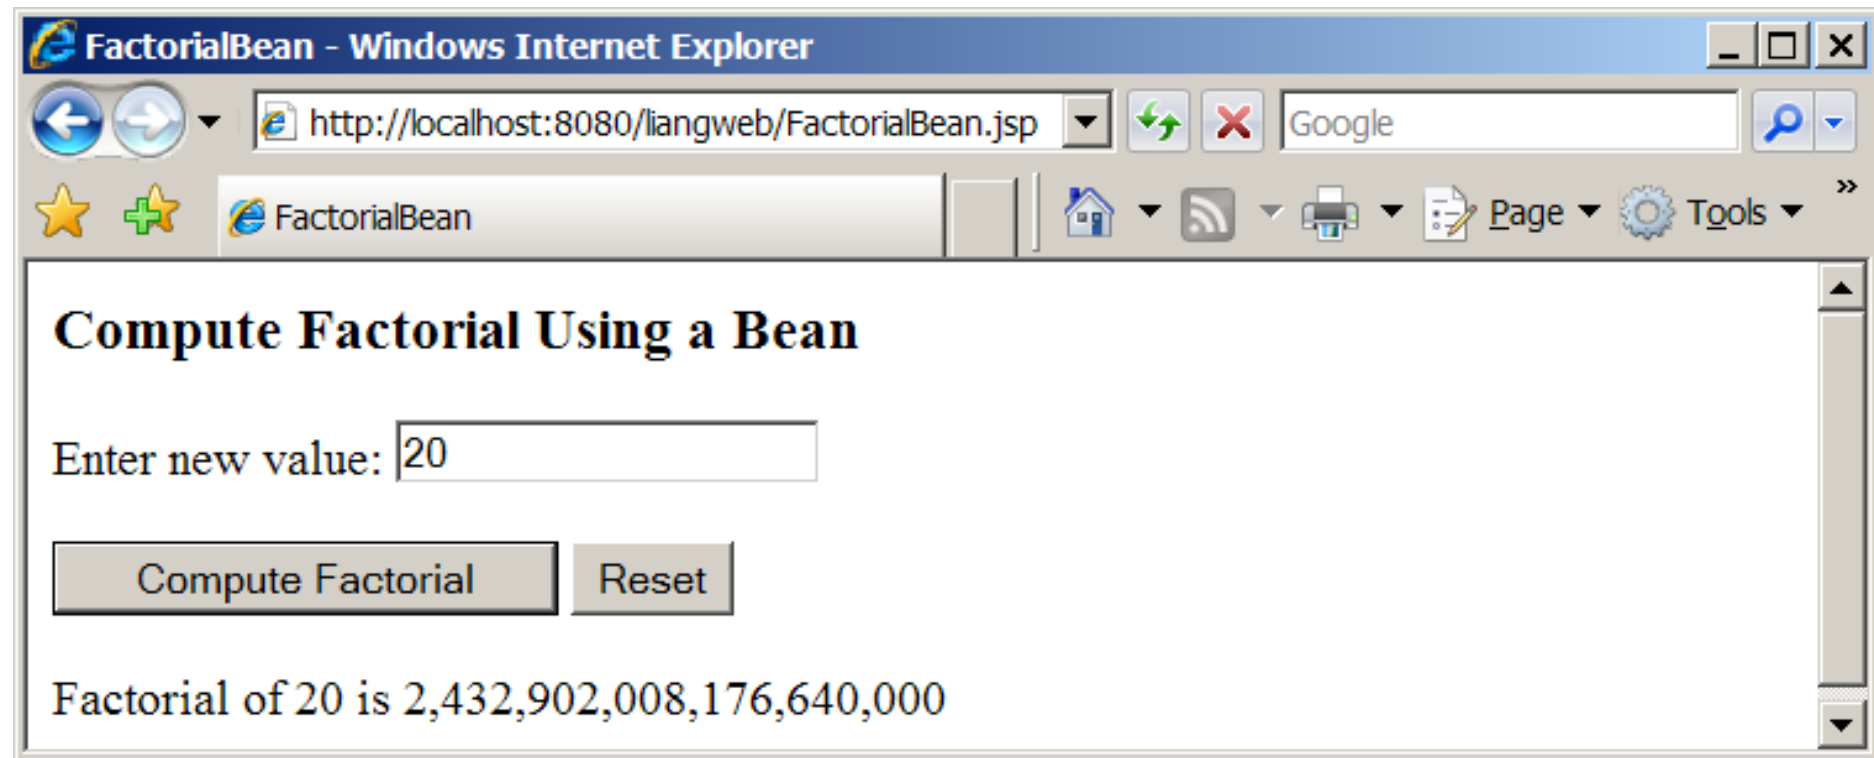 FactorialBean - Windows Internet Explorer
http://localhost:8080/liangweb/FactorialBean.jsp
Google
FactorialBean
Page
Tools
»
Compute Factorial Using a Bean
Enter new value: 20
Compute Factorial Reset
Factorial of 20 is 2,432,902,008,176,640,000